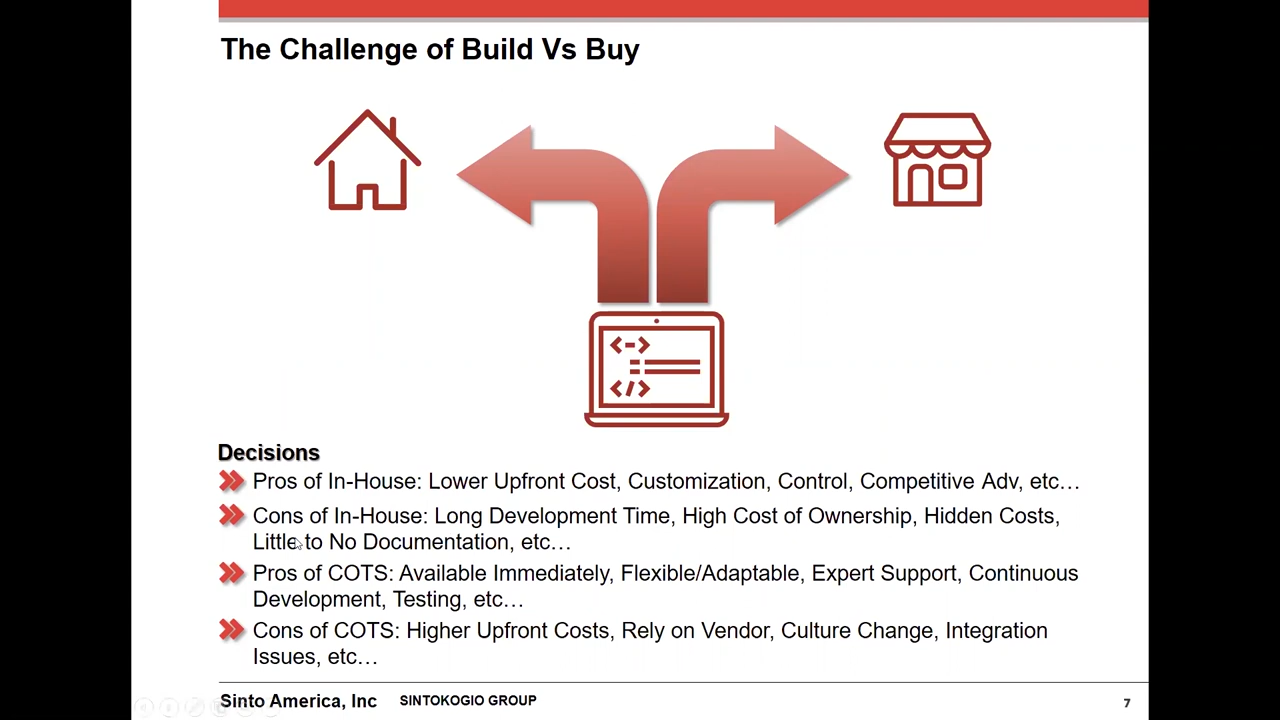 The Challenge of Build Vs Buy
Decisions
Pros of In-House: Lower Upfront Cost, Customization, Control, Competitive Adv, etc…
Cons of In-House: Long Development Time, High Cost of Ownership, Hidden Costs,
Little to No Documentation, etc…
Pros of COTS: Available Immediately, Flexible/Adaptable, Expert Support, Continuous
Development, Testing, etc…
Cons of COTS: Higher Upfront Costs, Rely on Vendor, Culture Change, Integration
Issues, etc…
Sinto America, Inc SINTOKOGIO GROUP 7